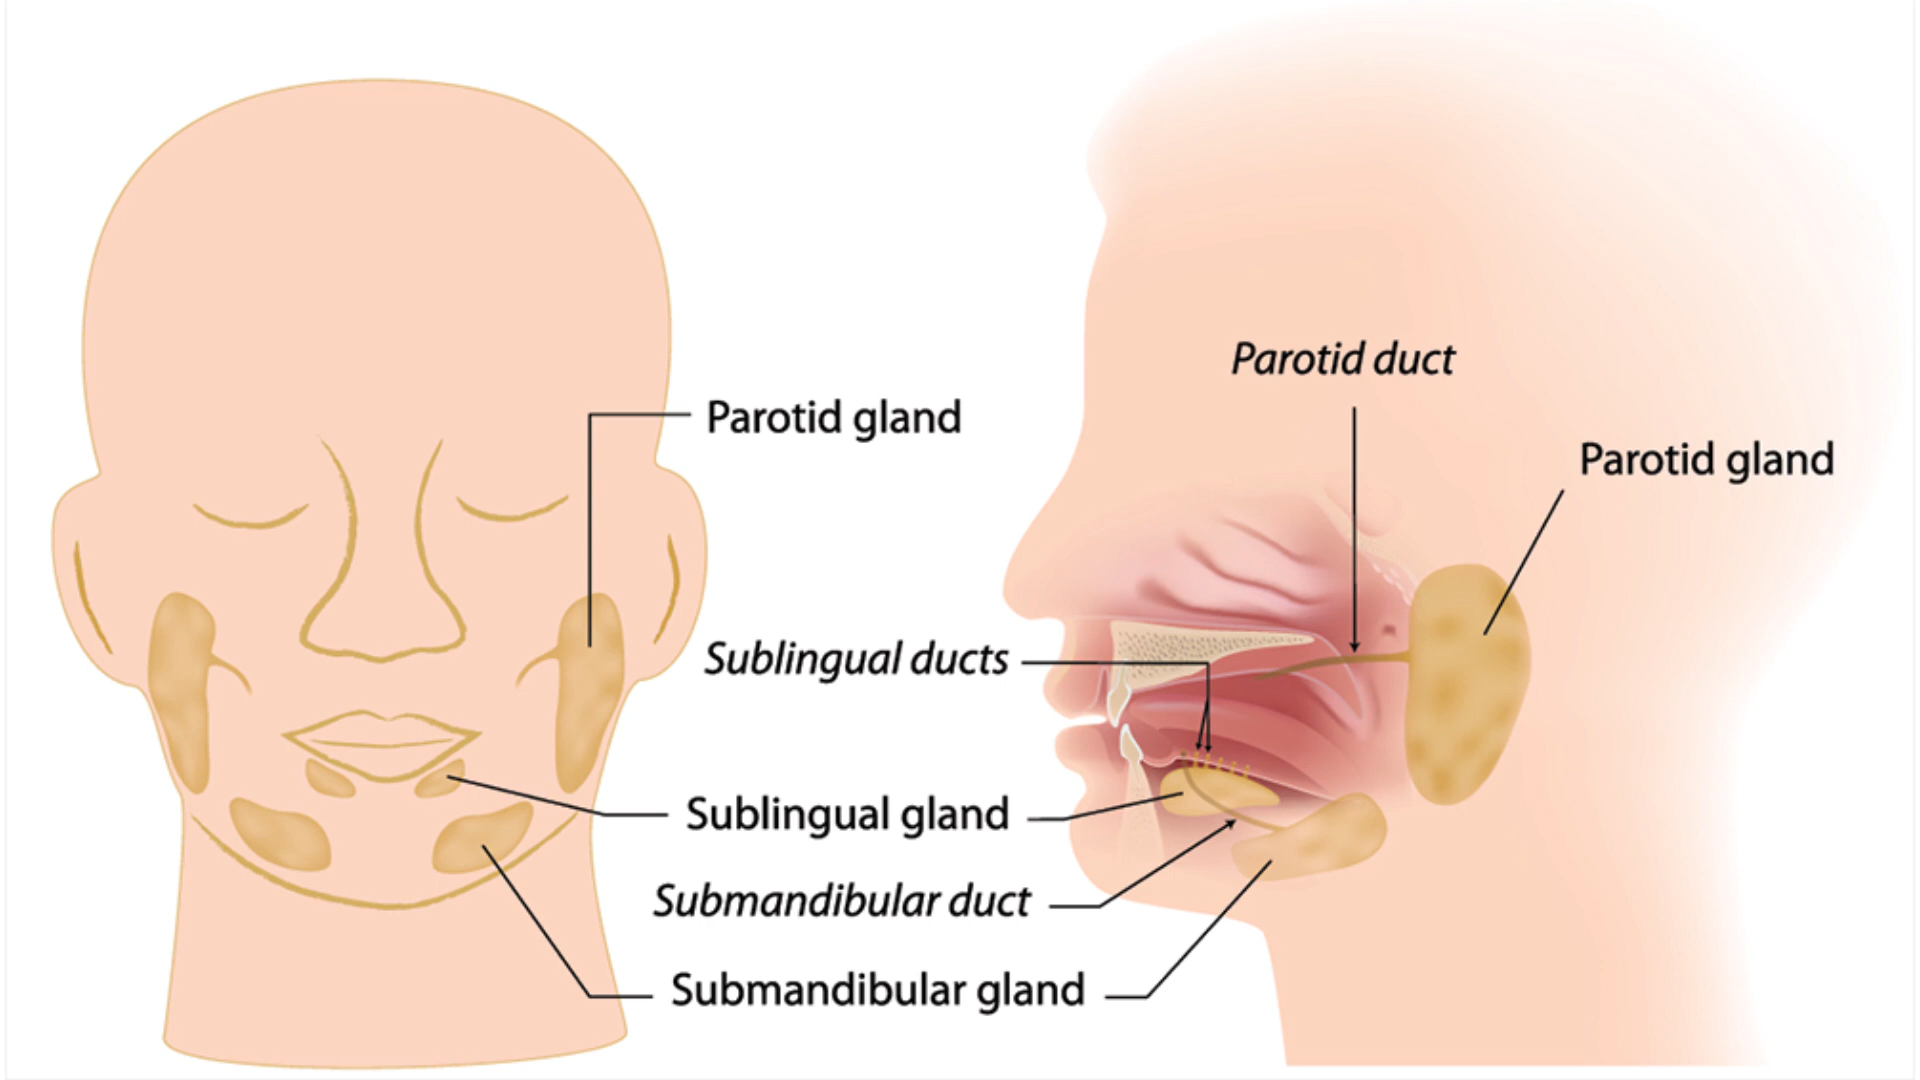 Parotid duct
Parotid gland
Parotid gland
Sublingual ducts
Sublingual gland
Submandibular duct
Submandibular gland